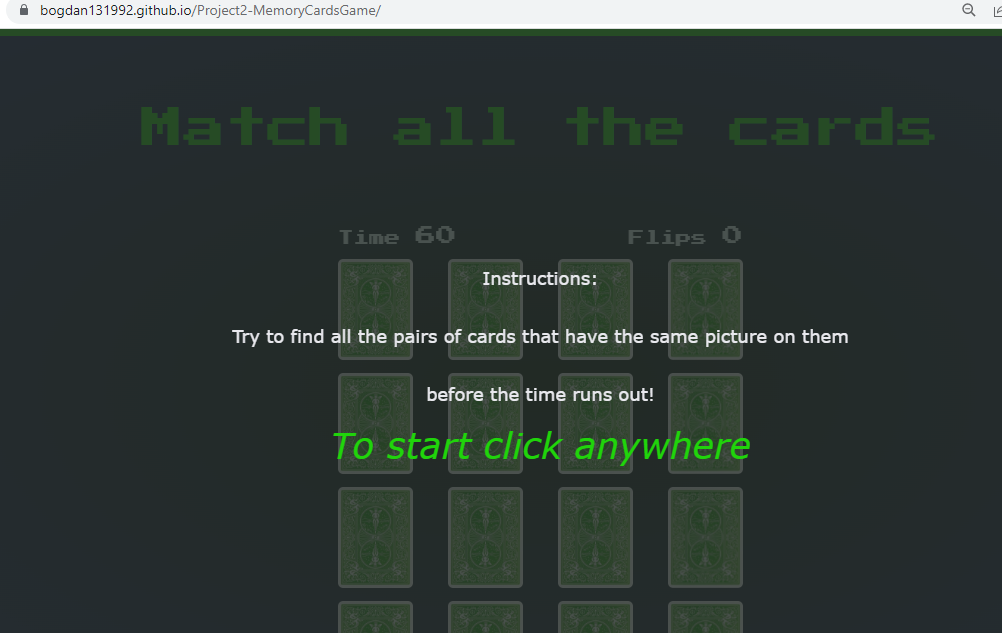 bogdan131992.github.io/Project2-MemoryCardsGame/
Match all the cards
Time 60 Flips 0
Instructions:
Try to find all the pairs of cards that have the same picture on them
before the time runs out!
To start click anywhere